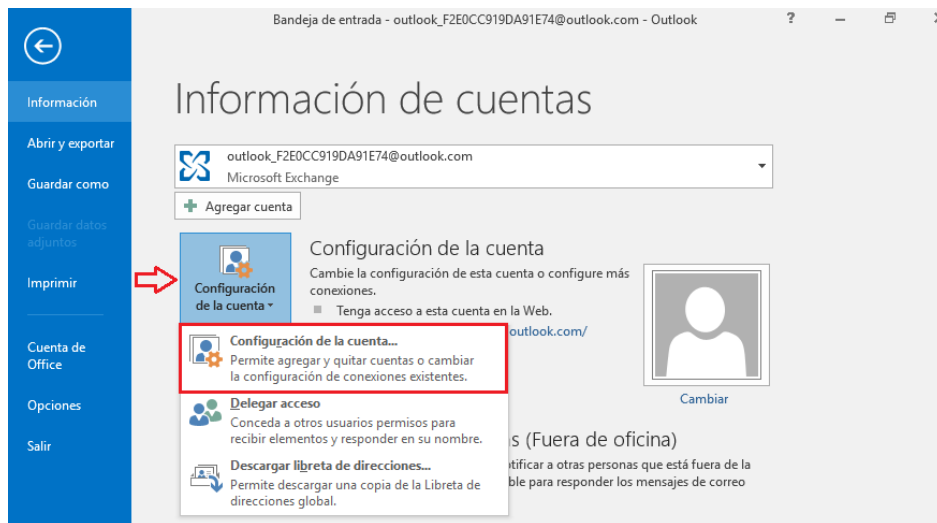 Bandeja de entrada - outlook_F2E0CC919DA91E74@outlook.com - Outlook
?
Información
Abrir y exportar
Guardar como
Guardar datos
adjuntos
Imprimir
Cuenta de
Office
Opciones
Salir
Información de cuentas
outlook_F2E0CC919DA91E74@outlook.com
Microsoft Exchange
Agregar cuenta
Configuración
de la cuenta
Configuración de la cuenta
Cambie la configuración de esta cuenta o configure más
conexiones.
Tenga acceso a esta cuenta en la Web.
outlook.com/
Cambiar
Configuración de la cuenta...
Permite agregar y quitar cuentas o cambiar
la configuración de conexiones existentes.
Delegar acceso
Conceda a otros usuarios permisos para
recibir elementos y responder en su nombre.
Descargar libreta de direcciones...
Permite descargar una copia de la Libreta de
direcciones global.
s (Fuera de oficina)
otificar a otras personas que está fuera de la
ble para responder los mensajes de correo